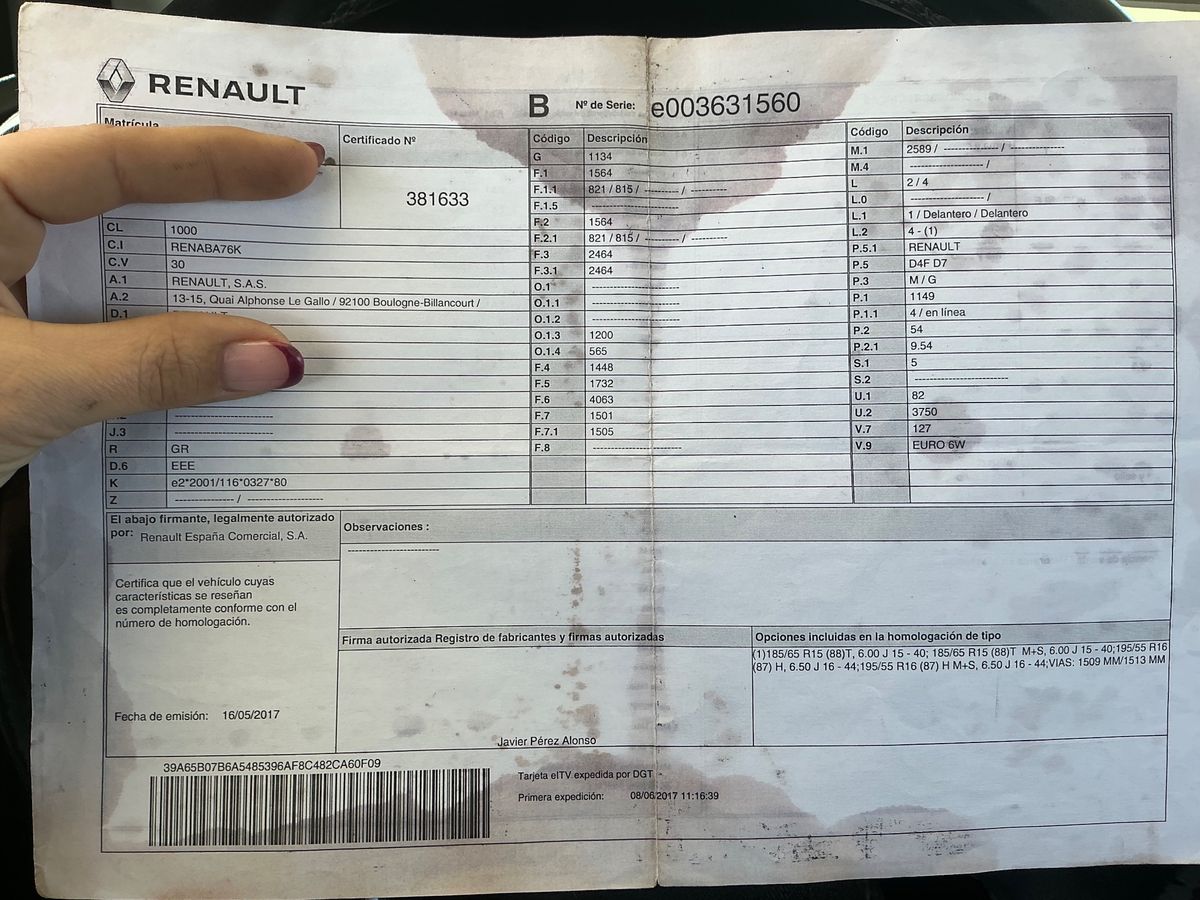 RENAULT
B Nº de Serie: e003631560
Matrícula
Certificado Nº
381633
CL 1000
C.I RENABA76K
C.V 30
A.1 RENAULT, S.A.S.
A.2 13-15, Quai Alphonse Le Gallo / 92100 Boulogne-Billancourt /
D.1
J.3 ----------------------------
R GR
D.6 EEE
K e2*2001/116*0327*80
Z ----------------- / ----------------------
Código Descripción
G 1134
F.1 1564
F.1.1 821 / 815 / ---------- / ----------
F.1.5 -------------------------
F.2 1564
F.2.1 821 / 815 / ---------- / ----------
F.3 2464
F.3.1 2464
O.1 -------------------------
O.1.1 -------------------------
O.1.2 -------------------------
O.1.3 1200
O.1.4 565
F.4 1448
F.5 1732
F.6 4063
F.7 1501
F.7.1 1505
F.8 -------------------------
Código Descripción
M.1 2589 / ---------------- / ----------------
M.4 --------------------- /
L 2 / 4
L.0 --------------------- /
L.1 1 / Delantero / Delantero
L.2 4 - (1)
P.5.1 RENAULT
P.5 D4F D7
P.3 M / G
P.1 1149
P.1.1 4 / en línea
P.2 54
P.2.1 9.54
S.1 5
S.2 ---------------------------
U.1 82
U.2 3750
V.7 127
V.9 EURO 6W
El abajo firmante, legalmente autorizado
por: Renault España Comercial, S.A.
Certifica que el vehículo cuyas
características se reseñan
es completamente conforme con el
número de homologación.
Fecha de emisión: 16/05/2017
Observaciones :
--------------------------
Firma autorizada Registro de fabricantes y firmas autorizadas
Javier Pérez Alonso
Opciones incluidas en la homologación de tipo
(1)185/65 R15 (88)T, 6.00 J 15 - 40; 185/65 R15 (88)T M+S, 6.00 J 15 - 40;195/55 R16
(87) H, 6.50 J 16 - 44;195/55 R16 (87) H M+S, 6.50 J 16 - 44;VIAS: 1509 MM/1513 MM
39A65B07B6A5485396AF8C482CA60F09
Tarjeta eITV expedida por DGT -
Primera expedición: 08/06/2017 11:16:39